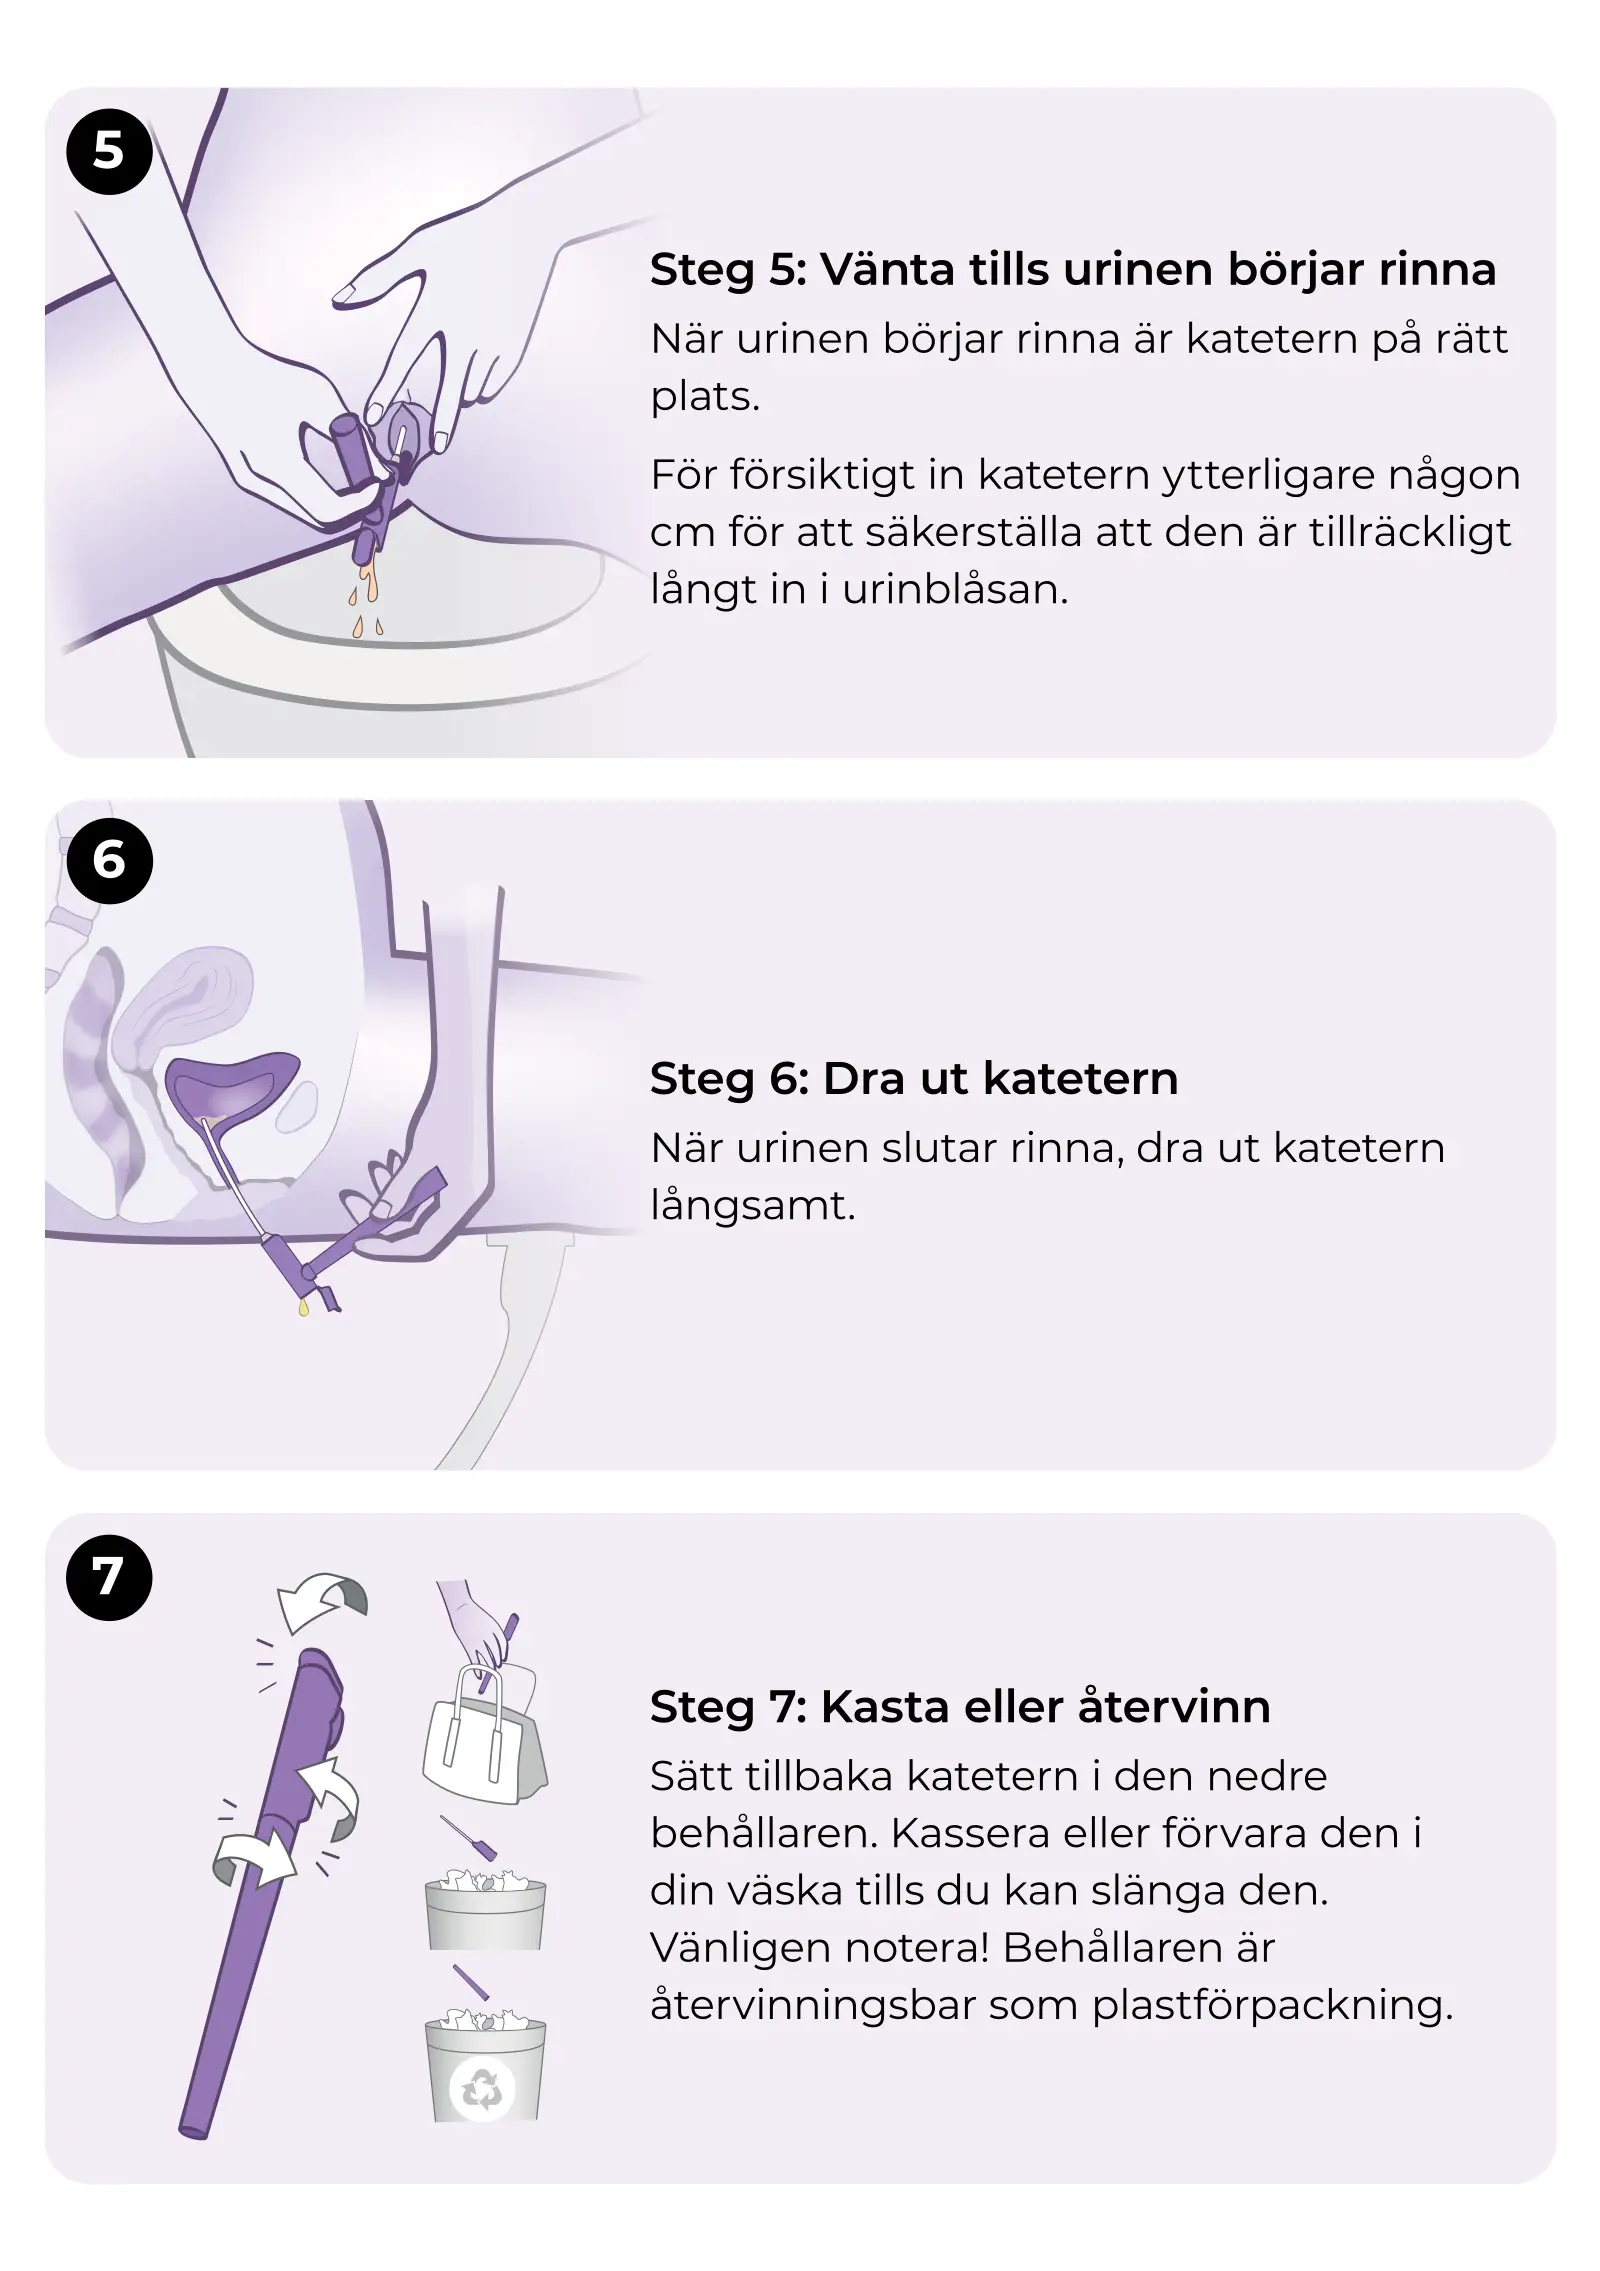 5
Steg 5: Vänta tills urinen börjar rinna
När urinen börjar rinna är katetern på rätt
plats.
För försiktigt in katetern ytterligare någon
cm för att säkerställa att den är tillräckligt
långt in i urinblåsan.
6
Steg 6: Dra ut katetern
När urinen slutar rinna, dra ut katetern
långsamt.
7
Steg 7: Kasta eller återvinn
Sätt tillbaka katetern i den nedre
behållaren. Kassera eller förvara den i
din väska tills du kan slänga den.
Vänligen notera! Behållaren är
återvinningsbar som plastförpackning.